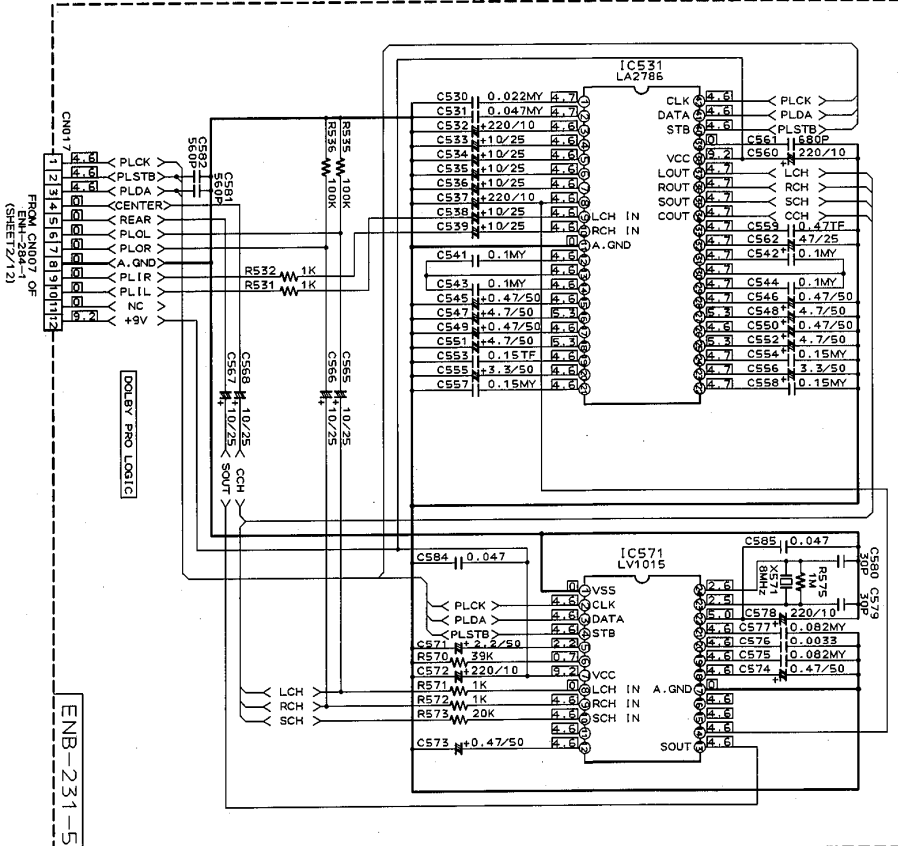 IC531
LA2786
C530 0.022MY 4.7 1
C531 0.047MY 4.7
C532 +220/10 4.6
C533 +10/25 4.6
C534 +10/25 4.6
C535 +10/25 4.6
C536 +10/25 4.6
C537 +220/10 4.6
C538 +10/25 4.6 LCH IN
C539 +10/25 4.6 RCH IN
0 A.GND
C541 0.1MY 4.6
4.6
C543 0.1MY 4.6
C545 +0.47/50 4.6
C547 +4.7/50 5.3
C549 +0.47/50 4.6
C551 +4.7/50 5.3
C553 0.15TF 4.6
C555 +3.3/50 4.6
C557 0.15MY 4.6
CLK 4.6 PLCK
DATA 4.6 PLDA
STB 4.6 PLSTB
0 C561 680P
VCC 9.2 C560 220/10
LOUT 4.7 LCH
ROUT 4.7 RCH
SOUT 4.7 SCH
COUT 4.7 CCH
4.7 C559 0.47TF
4.7 C562 47/25
4.7 C542 + 0.1MY
4.6
4.7 C544 0.1MY
4.6 C546 0.47/50
5.3 C548 + 4.7/50
4.6 C550 + 0.47/50
5.3 C552 + 4.7/50
4.7 C554 + 0.15MY
4.7 C556 3.3/50
4.7 C558 + 0.15MY
R535 100K
R536 100K
C582 560P
C581 560P
CN017
1 4.6 PLCK
2 4.6 PLSTB
3 4.6 PLDA
4 0 CENTER
5 0 REAR
6 0 PLOL
7 0 PLOR
8 0 A.GND
9 0 PLIR
10 0 PLIL
11 0 NC
12 9.2 +9V
FROM CN007 OF
ENH-284-1
(SHEET2/12)
R532 1K
R531 1K
C568 +10/25 CCH
C567 +10/25 SOUT
C565 10/25
C566 +10/25
DOLBY PRO LOGIC
IC571
LV1015
C584 0.047
0 1 VSS
PLCK 4.6 CLK
PLDA 4.6 DATA
PLSTB 4.6 STB
C571 +2.2/50 2.2
R570 39K 0.7
C572 +220/10 9.2 VCC
LCH R571 1K 0 LCH IN
RCH R572 1K 4.6 RCH IN
SCH R573 20K 4.6 SCH IN
4.6
C573 +0.47/50 4.6
C585 0.047
C580 30P
C579 30P
R575 1M
X571 8MHz
2.6
2.5
5.0 C578 220/10
4.6 C577 + 0.082MY
4.6 C576 0.0033
4.6 C575 0.082MY
4.6 C574 + 0.47/50
A.GND 0
4.6
4.6
4.6
SOUT 4.6
ENB-231-5